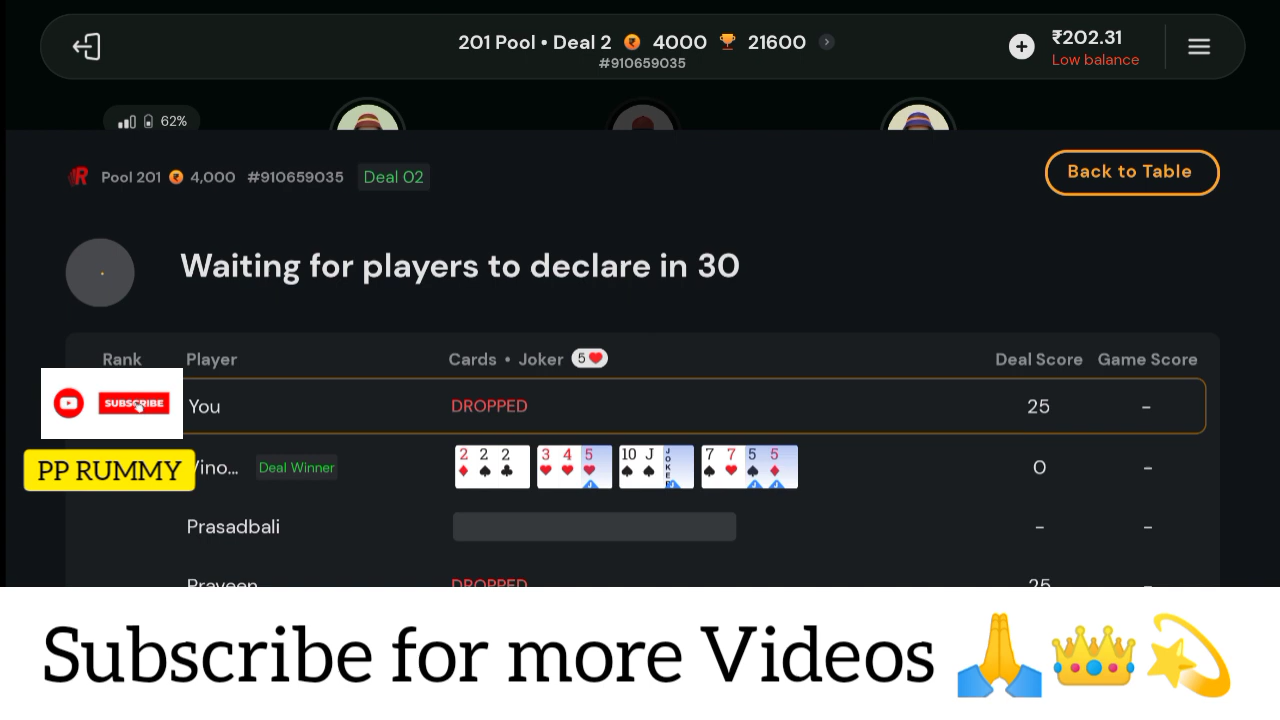 201 Pool • Deal 2 4000 21600
#910659035
₹202.31
Low balance
62%
R Pool 201 4,000 #910659035 Deal 02
Back to Table
Waiting for players to declare in 30
Rank Player Cards • Joker 5 Deal Score Game Score
SUBSCRIBE
You DROPPED 25 -
PP RUMMY
Vino... Deal Winner 2 2 2 3 4 5 10 J JOKER 7 7 5 5 0 -
Prasadbali - -
Praveen DROPPED 25 -
Subscribe for more Videos 🙏👑💫